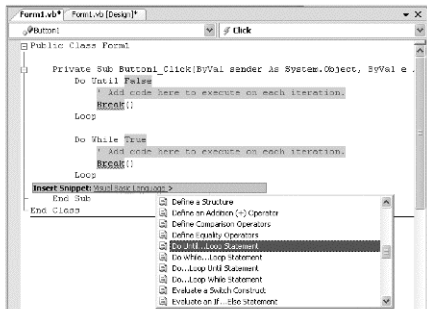 Form1.vb* Form1.vb [Design]*
Button1 Click
Public Class Form1
Private Sub Button1_Click(ByVal sender As System.Object, ByVal e .
Do Until False
' Add code here to execute on each iteration.
Break()
Loop
Do While True
' Add code here to execute on each iteration.
Break()
Loop
Insert Snippet: Visual Basic Language >
End Sub
End Class
Define a Structure
Define an Addition (+) Operator
Define Comparison Operators
Define Equality Operators
Do Until...Loop Statement
Do While...Loop Statement
Do...Loop Until Statement
Do...Loop While Statement
Evaluate a Switch Construct
Evaluate an If...Else Statement